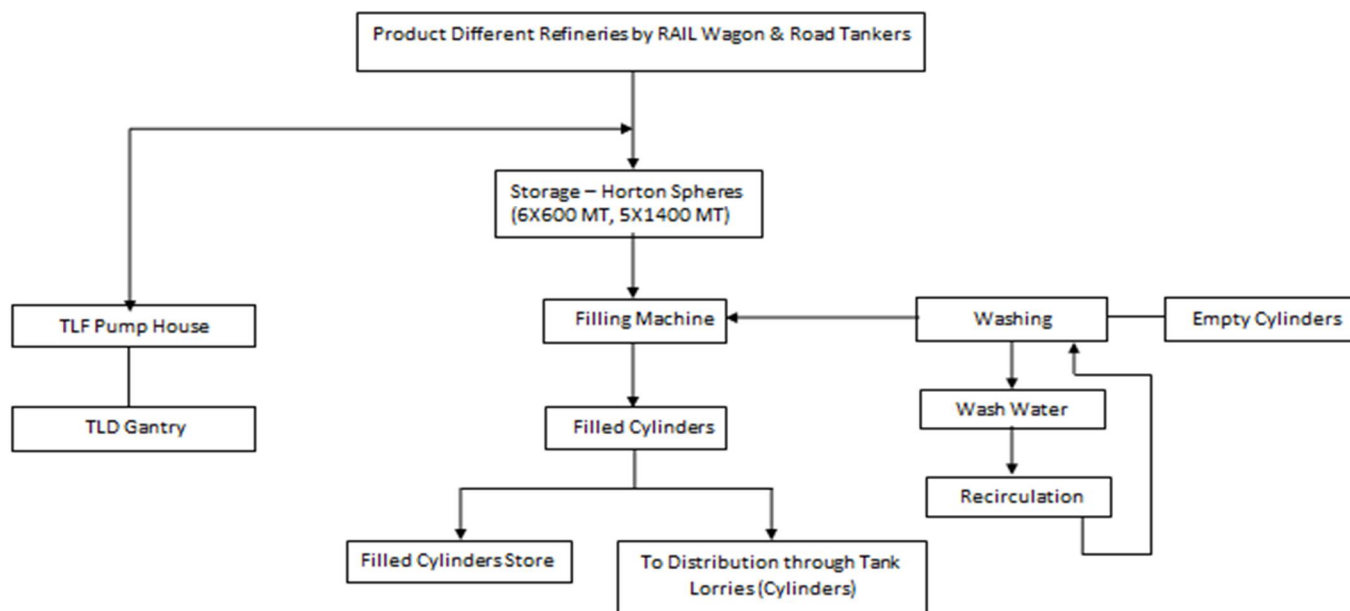 Product Different Refineries by RAIL Wagon & Road Tankers
Storage – Horton Spheres
(6X600 MT, 5X1400 MT)
TLF Pump House
Filling Machine
Washing
Empty Cylinders
TLD Gantry
Filled Cylinders
Wash Water
Recirculation
Filled Cylinders Store
To Distribution through Tank
Lorries (Cylinders)